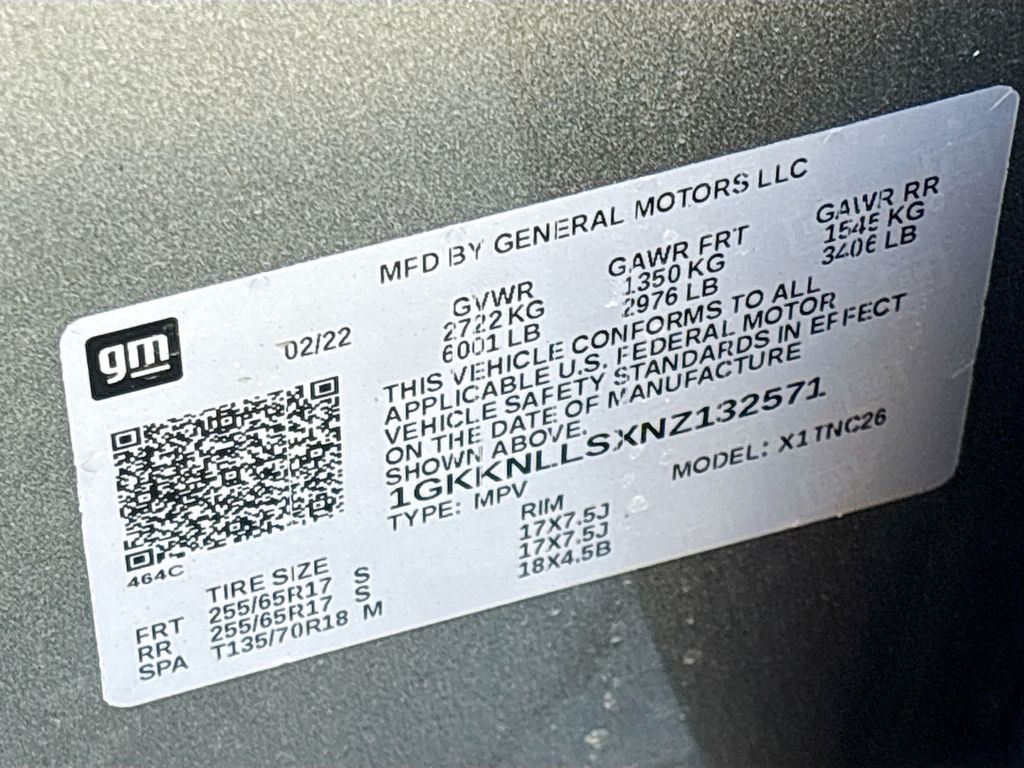 MFD BY GENERAL MOTORS LLC
gm
02/22
GVWR GAWR FRT GAWR RR
2722 KG 1350 KG 1545 KG
6001 LB 2976 LB 3406 LB
THIS VEHICLE CONFORMS TO ALL
APPLICABLE U.S. FEDERAL MOTOR
VEHICLE SAFETY STANDARDS IN EFFECT
ON THE DATE OF MANUFACTURE
SHOWN ABOVE.
1GKKNLLSXNZ132571
TYPE: MPV MODEL: X1TNC26
464C
TIRE SIZE RIM
FRT 255/65R17 S 17X7.5J
RR 255/65R17 S 17X7.5J
SPA T135/70R18 M 18X4.5B